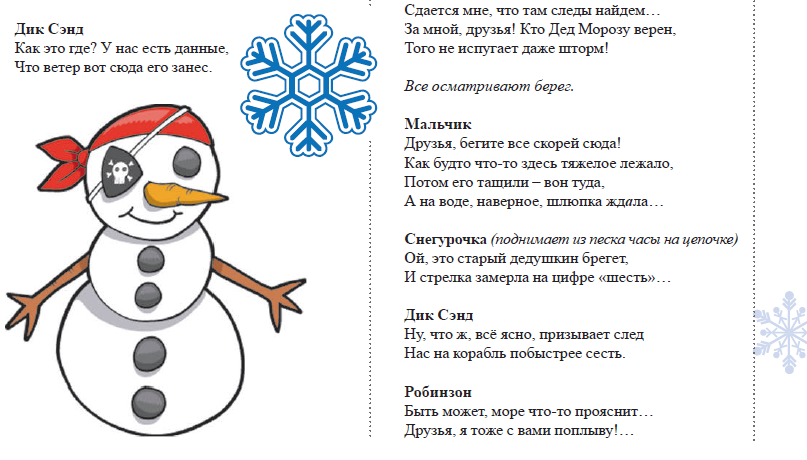 Дик Сэнд
Как это где? У нас есть данные,
Что ветер вот сюда его занес.
Сдается мне, что там следы найдем…
За мной, друзья! Кто Дед Морозу верен,
Того не испугает даже шторм!
Все осматривают берег.
Мальчик
Друзья, бегите все скорей сюда!
Как будто что-то здесь тяжелое лежало,
Потом его тащили – вон туда,
А на воде, наверное, шлюпка ждала…
Снегурочка (поднимает из песка часы на цепочке)
Ой, это старый дедушкин брегет,
И стрелка замерла на цифре «шесть»…
Дик Сэнд
Ну, что ж, всё ясно, призывает след
Нас на корабль побыстрее сесть.
Робинзон
Быть может, море что-то прояснит…
Друзья, я тоже с вами поплыву!…